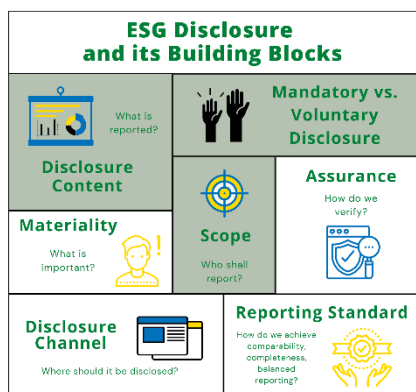 ESG Disclosure
and its Building Blocks
What is
reported?
Disclosure
Content
Mandatory vs.
Voluntary
Disclosure
Materiality
What is
important?
Scope
Who shall
report?
Assurance
How do we
verify?
Disclosure
Channel
Where should it be disclosed?
Reporting Standard
How do we achieve
comparability,
completeness,
balanced
reporting?